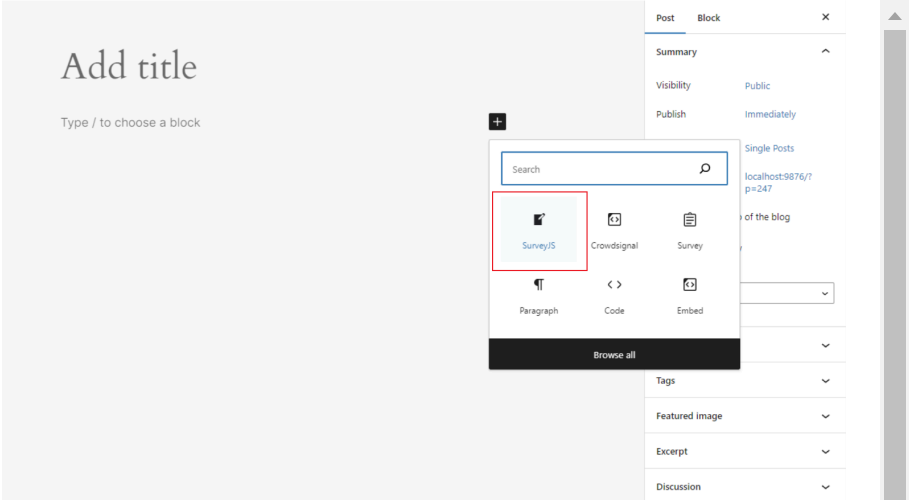 Post Block
Summary
Add title
Visibility Public
Type / to choose a block
Publish Immediately
Single Posts
Search
localhost:9876/?
p=247
of the blog
SurveyJS Crowdsignal Survey
Paragraph Code Embed
Browse all
Tags
Featured image
Excerpt
Discussion